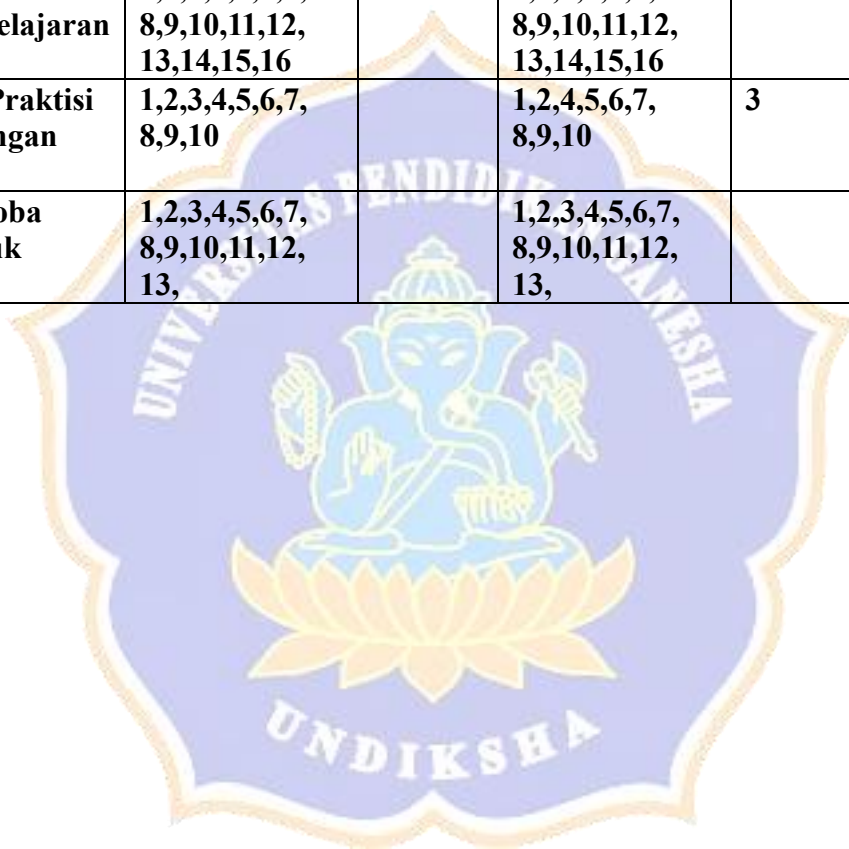 elajaran 8,9,10,11,12, 8,9,10,11,12,
13,14,15,16 13,14,15,16
Praktisi 1,2,3,4,5,6,7, 1,2,4,5,6,7, 3
ngan 8,9,10 8,9,10
oba 1,2,3,4,5,6,7, 1,2,3,4,5,6,7,
uk 8,9,10,11,12, 8,9,10,11,12,
13, 13,
UNIVERSITAS PENDIDIKAN GANESHA
UNDIKSHA